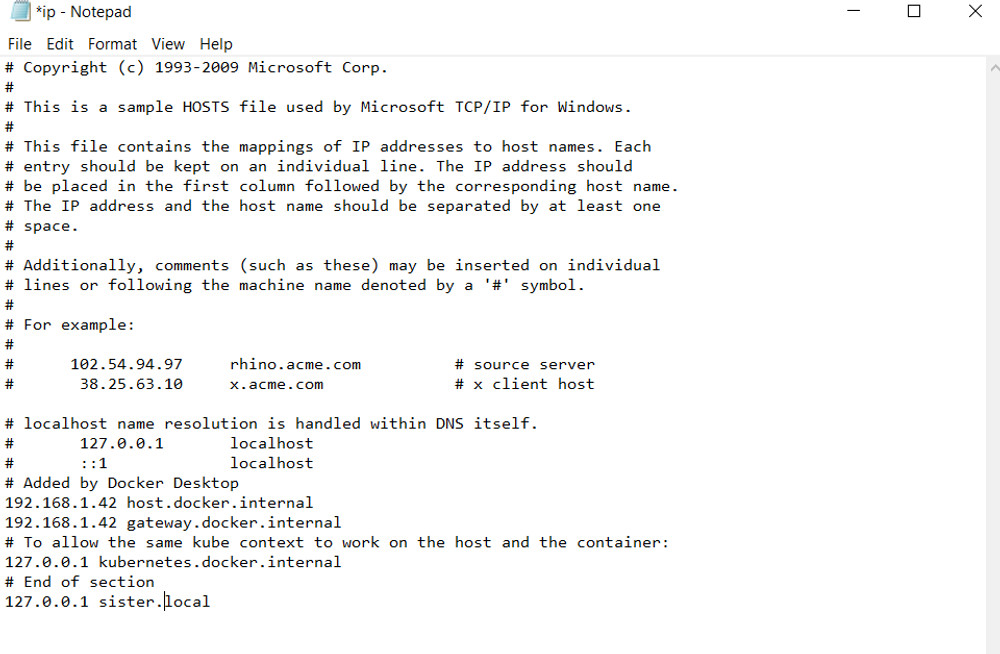 *ip - Notepad
File Edit Format View Help
# Copyright (c) 1993-2009 Microsoft Corp.
#
# This is a sample HOSTS file used by Microsoft TCP/IP for Windows.
#
# This file contains the mappings of IP addresses to host names. Each
# entry should be kept on an individual line. The IP address should
# be placed in the first column followed by the corresponding host name.
# The IP address and the host name should be separated by at least one
# space.
#
# Additionally, comments (such as these) may be inserted on individual
# lines or following the machine name denoted by a '#' symbol.
#
# For example:
#
#      102.54.94.97     rhino.acme.com          # source server
#       38.25.63.10     x.acme.com              # x client host

# localhost name resolution is handled within DNS itself.
#       127.0.0.1       localhost
#       ::1             localhost
# Added by Docker Desktop
192.168.1.42 host.docker.internal
192.168.1.42 gateway.docker.internal
# To allow the same kube context to work on the host and the container:
127.0.0.1 kubernetes.docker.internal
# End of section
127.0.0.1 sister.local